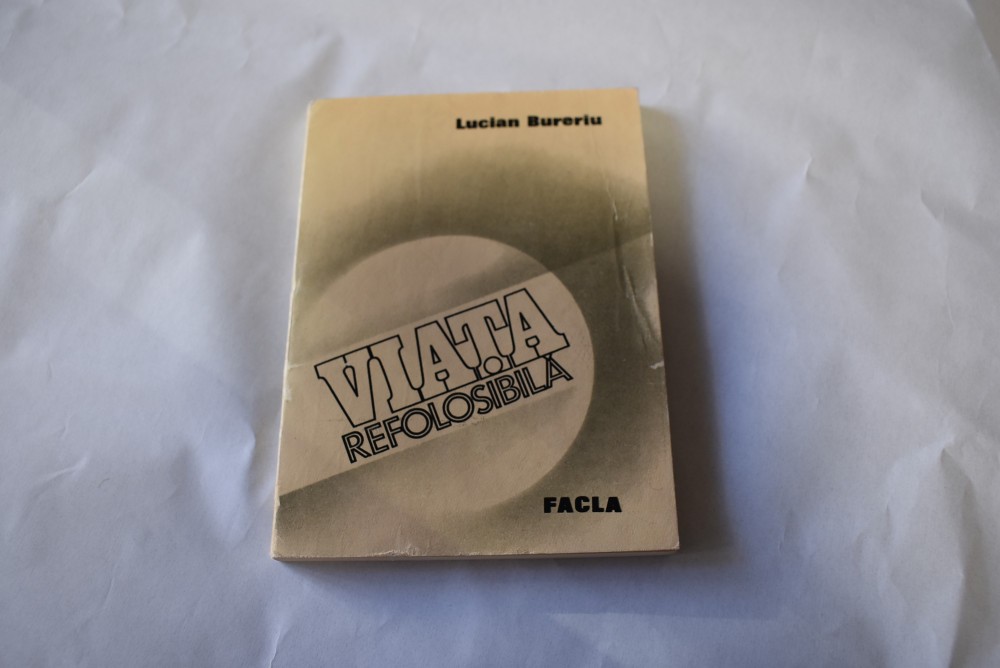 Lucian Bureriu
VIAȚA
REFOLOSIBILĂ
FACLA